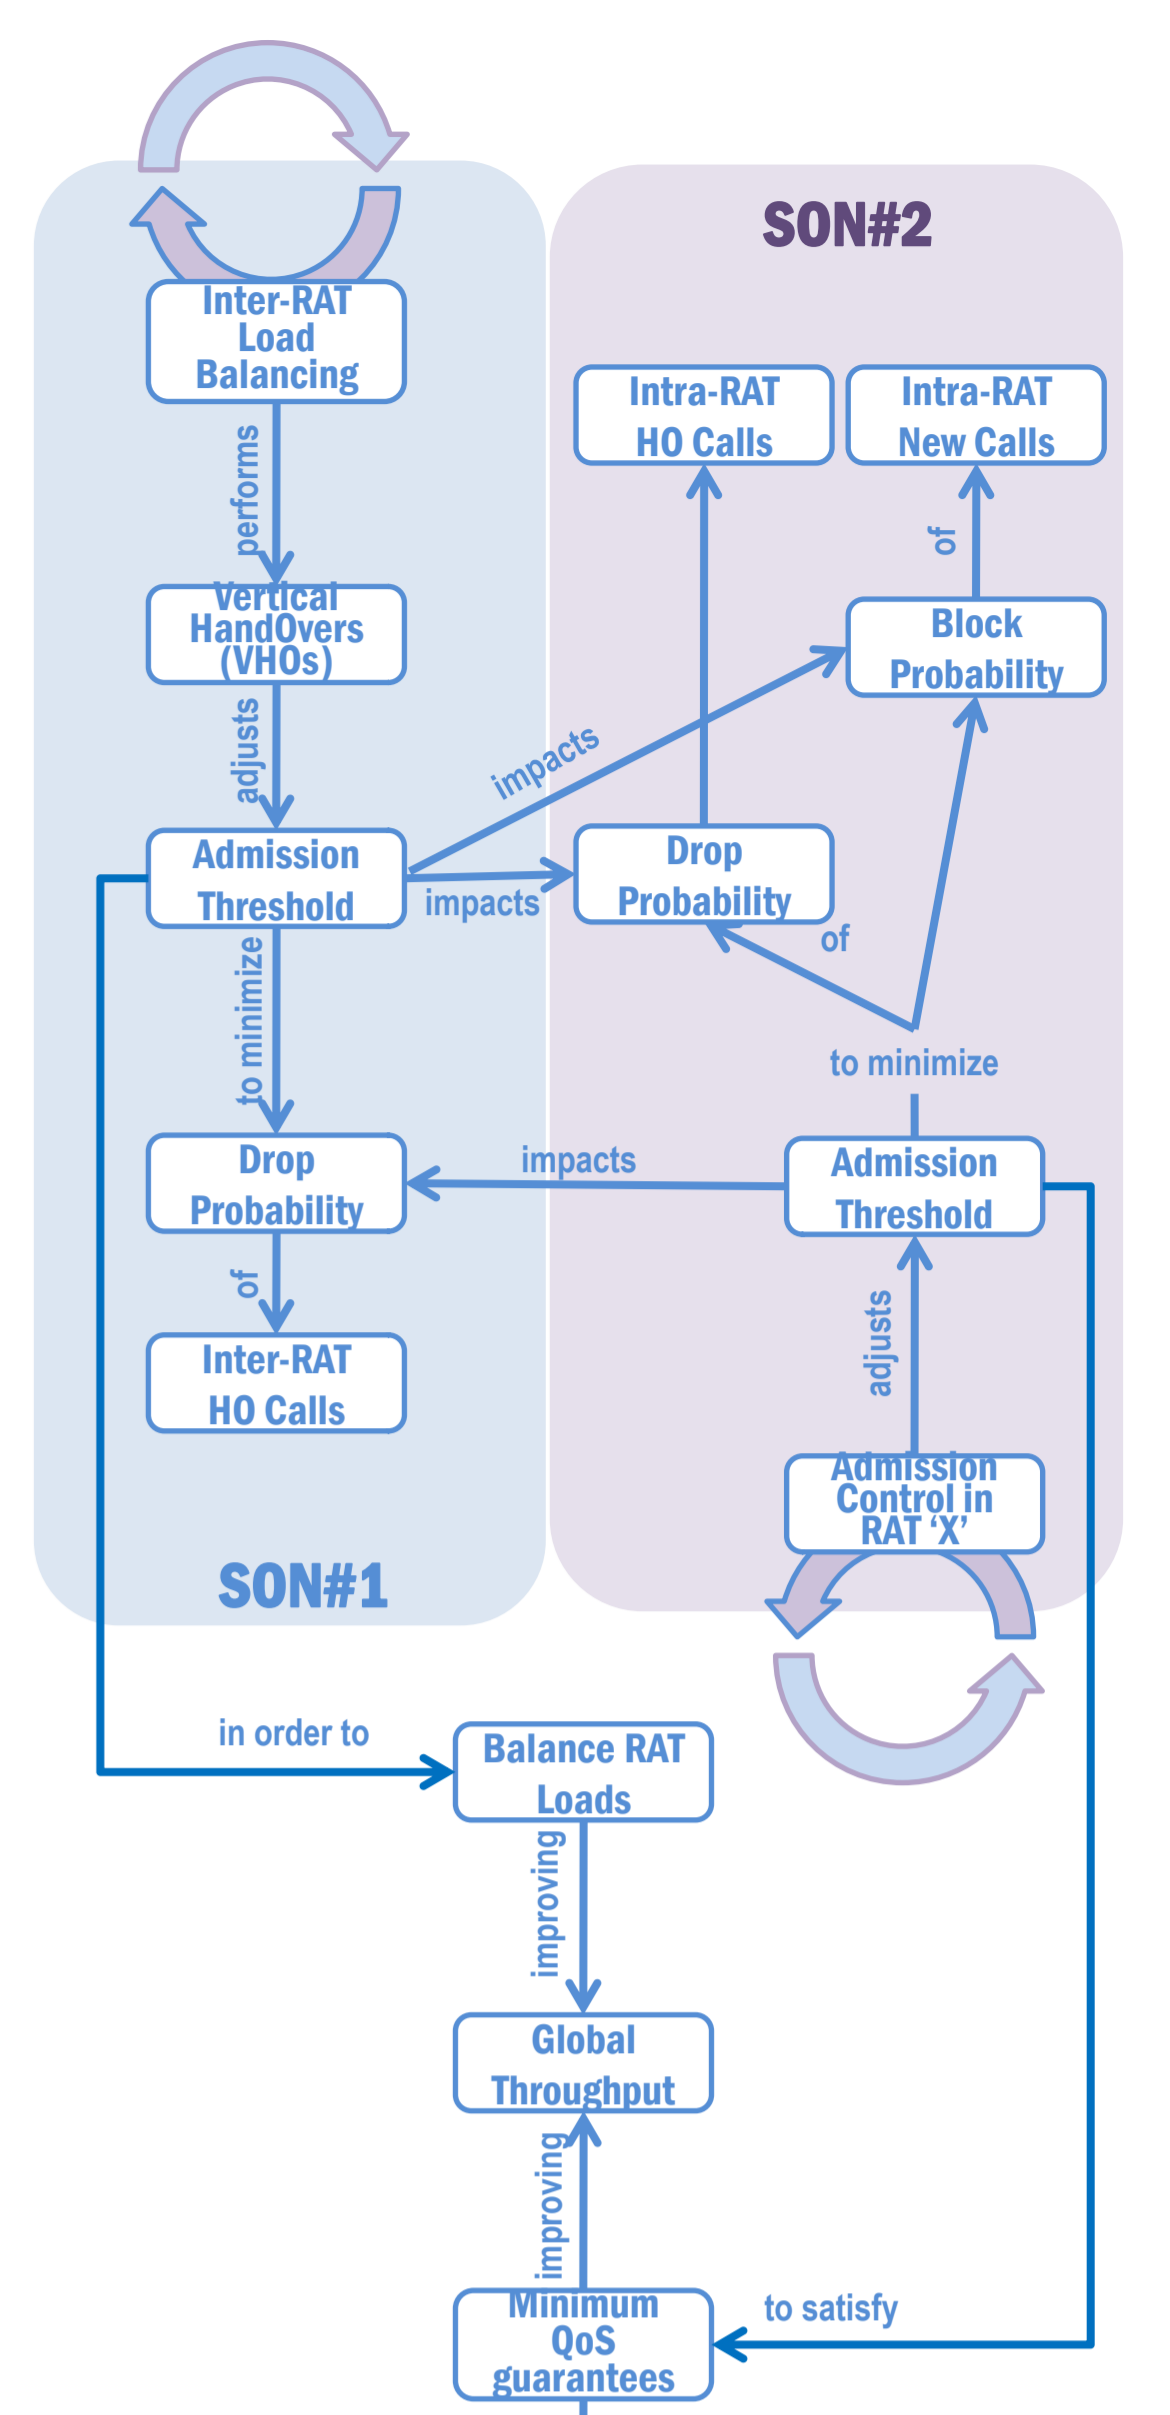 SON#2
Inter-RAT
Load
Balancing
Intra-RAT
HO Calls
Intra-RAT
New Calls
performs
of
Vertical
HandOvers
(VHOs)
Block
Probability
adjusts
impacts
Admission
Threshold
impacts
Drop
Probability
of
to minimize
to minimize
Drop
Probability
impacts
Admission
Threshold
of
adjusts
Inter-RAT
HO Calls
Admission
Control in
RAT ‘X’
SON#1
in order to
Balance RAT
Loads
improving
Global
Throughput
improving
Minimum
QoS
guarantees
to satisfy